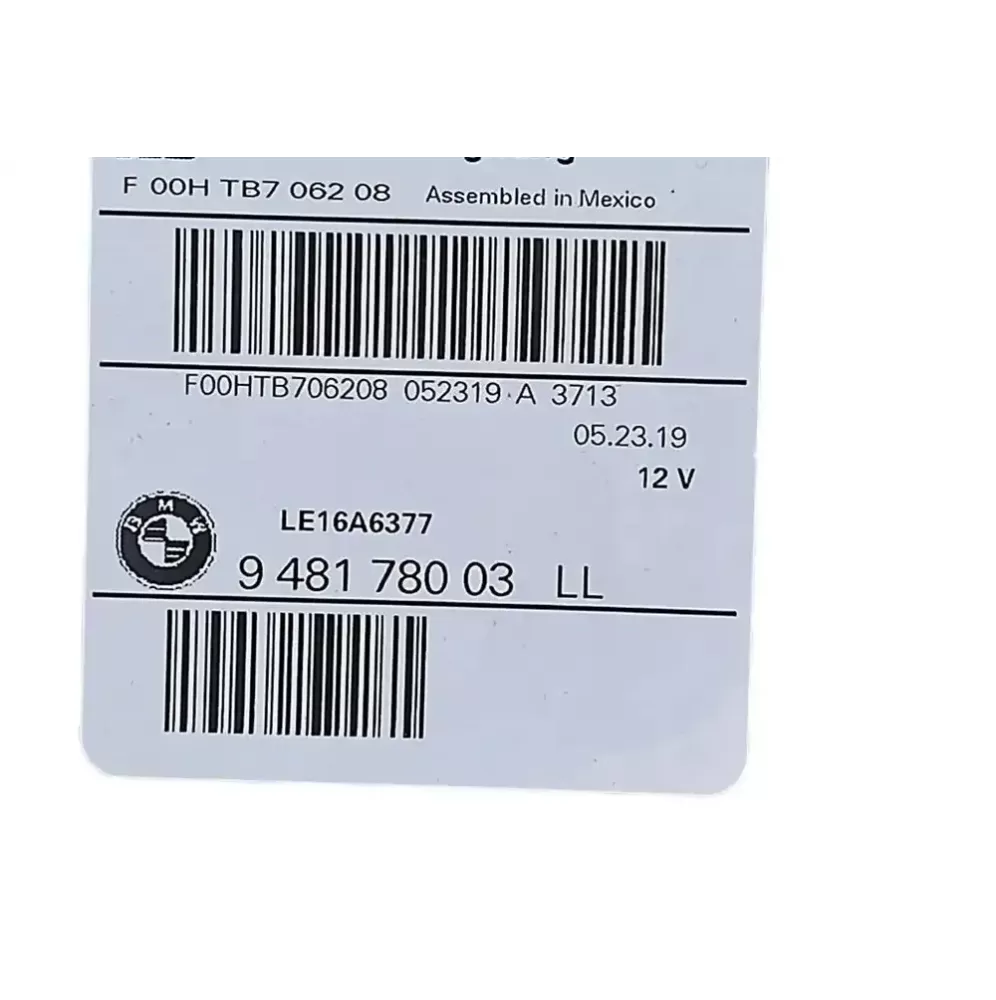 F 00H TB7 062 08 Assembled in Mexico
F00HTB706208 052319 A 3713
05.23.19
12 V
BMW
LE16A6377
9 481 780 03 LL